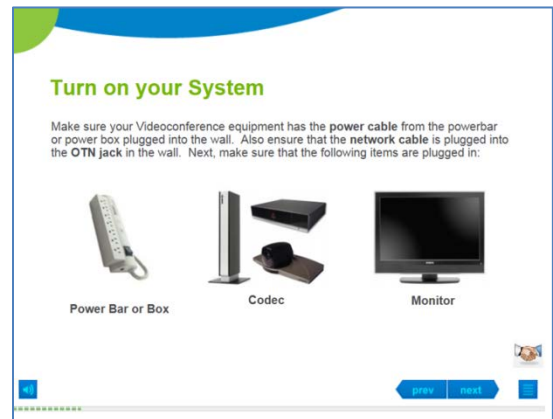 Turn on your System
Make sure your Videoconference equipment has the power cable from the powerbar
or power box plugged into the wall. Also ensure that the network cable is plugged into
the OTN jack in the wall. Next, make sure that the following items are plugged in:
Power Bar or Box
Codec
Monitor
prev
next